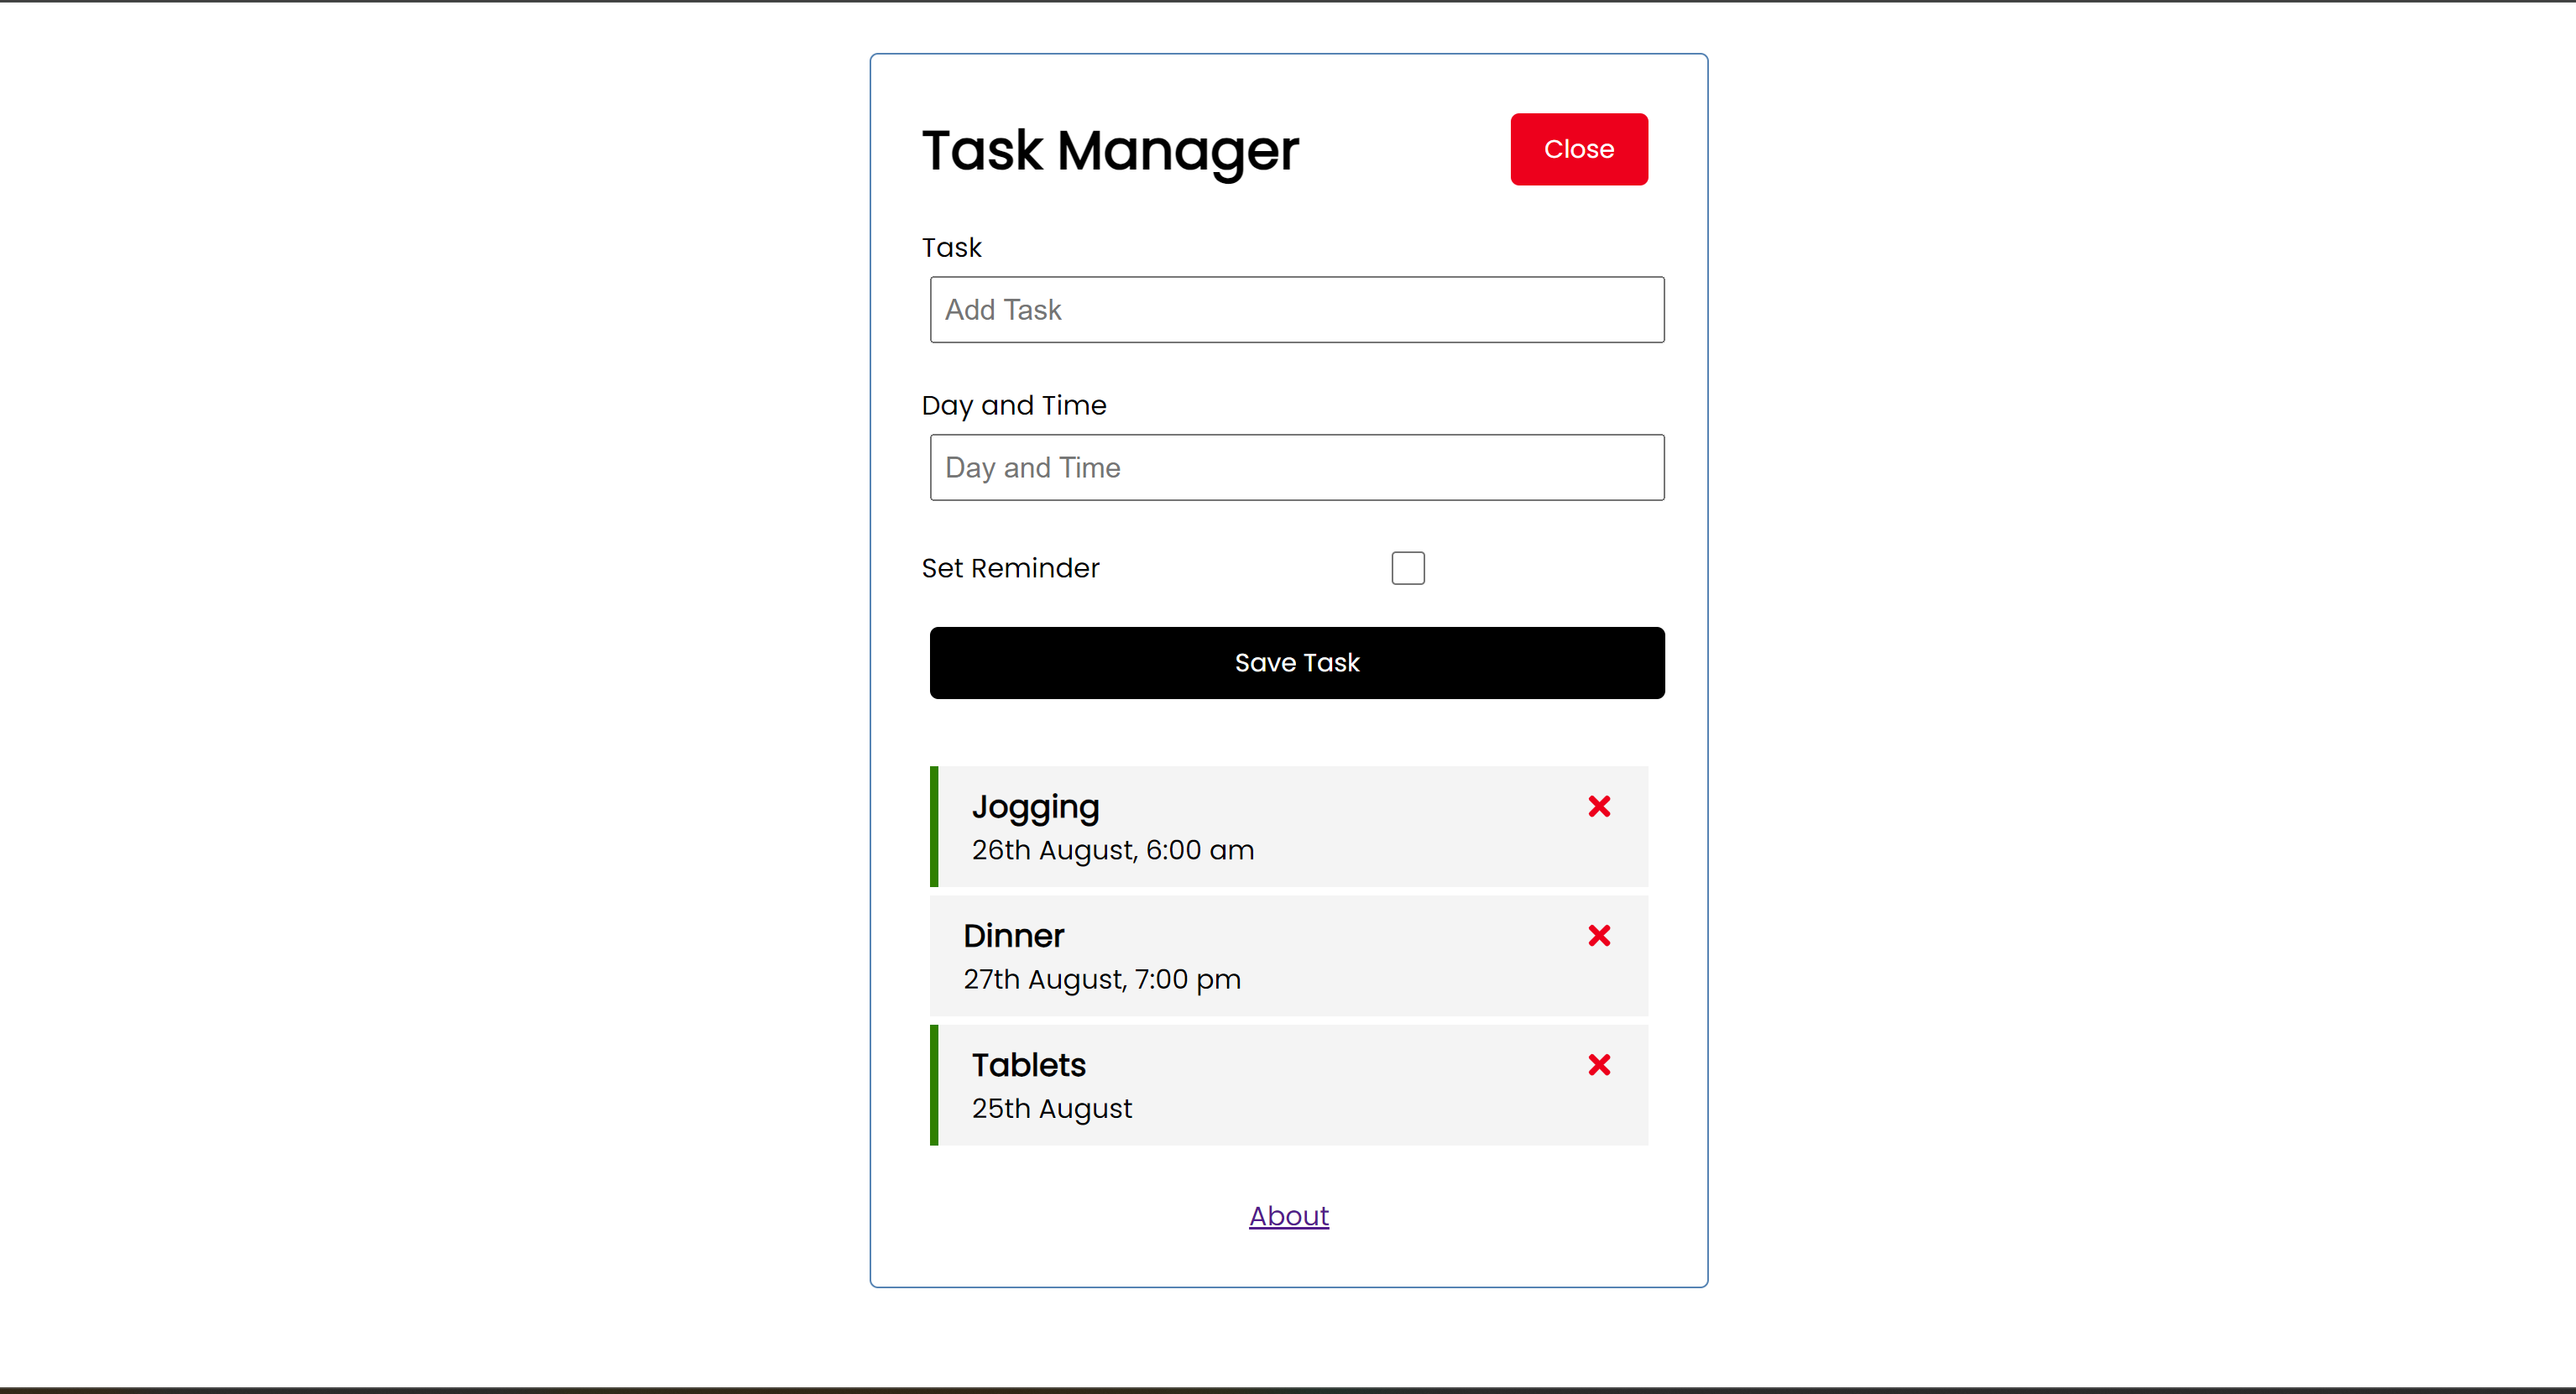 Task Manager
Close
Task
Add Task
Day and Time
Day and Time
Set Reminder
Save Task
Jogging
26th August, 6:00 am
Dinner
27th August, 7:00 pm
Tablets
25th August
About